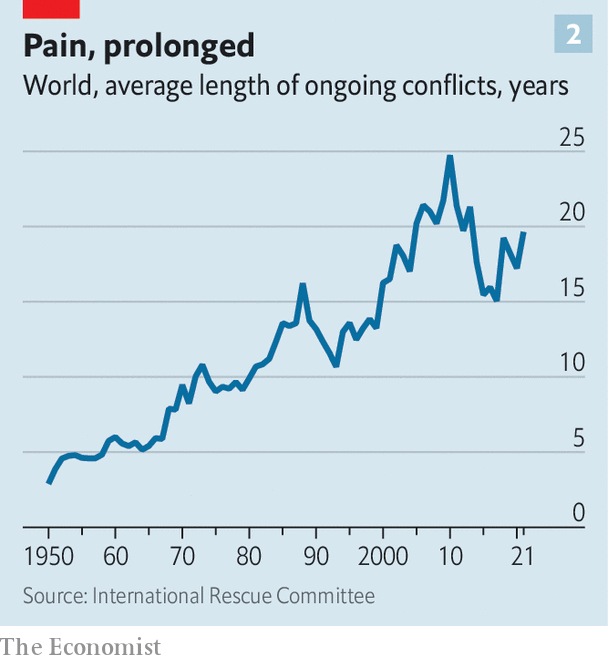 Pain, prolonged
2
World, average length of ongoing conflicts, years
25
20
15
10
5
0
1950 60 70 80 90 2000 10 21
Source: International Rescue Committee
The Economist